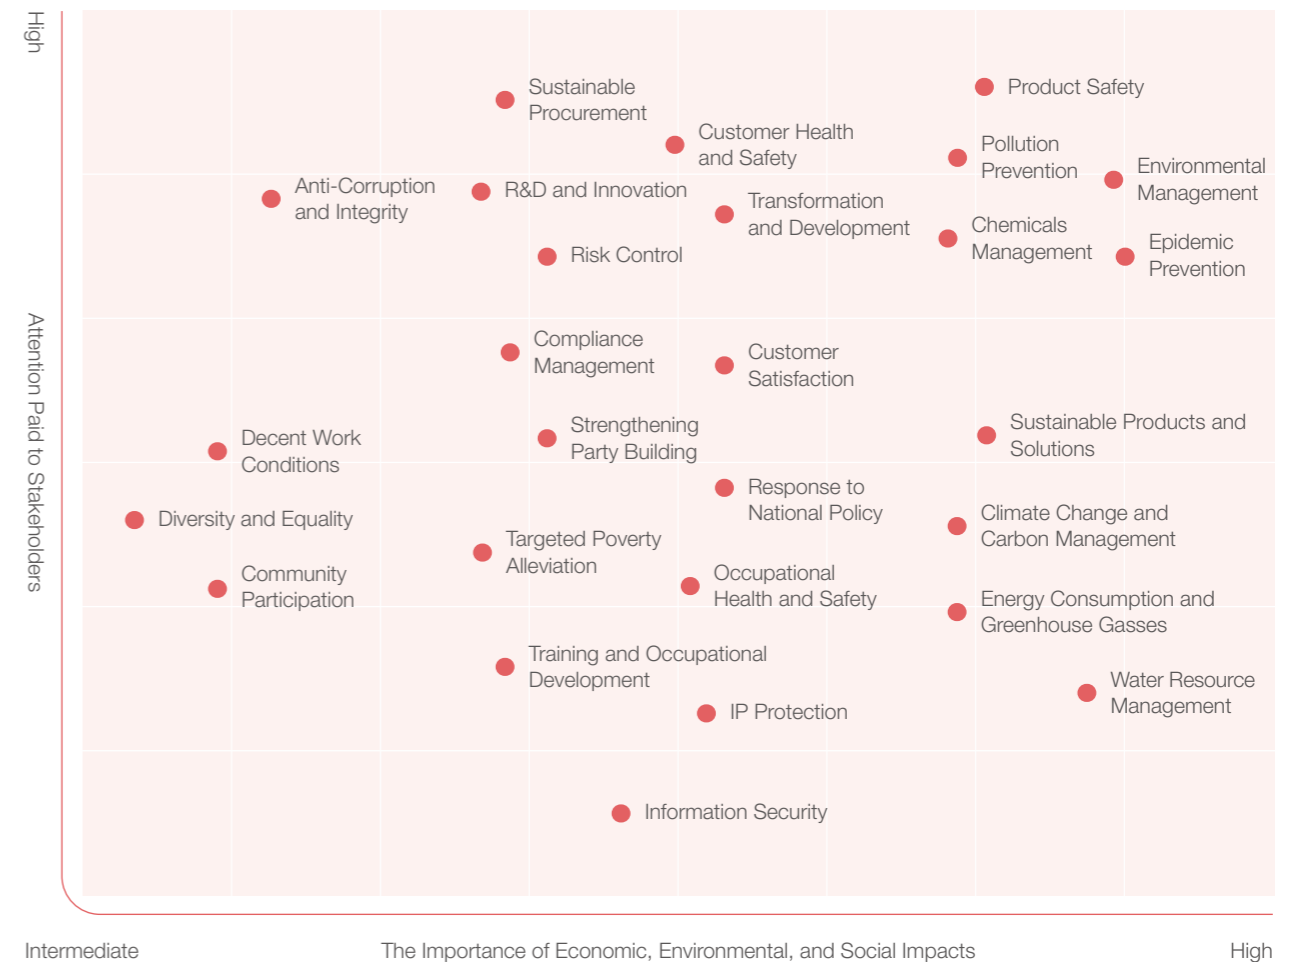 High
Attention Paid to Stakeholders
Sustainable
Procurement
Product Safety
Customer Health
and Safety
Pollution
Prevention
Environmental
Management
Anti-Corruption
and Integrity
R&D and Innovation
Transformation
and Development
Chemicals
Management
Epidemic
Prevention
Risk Control
Compliance
Management
Customer
Satisfaction
Decent Work
Conditions
Strengthening
Party Building
Sustainable Products and
Solutions
Response to
National Policy
Diversity and Equality
Climate Change and
Carbon Management
Targeted Poverty
Alleviation
Community
Participation
Occupational
Health and Safety
Energy Consumption and
Greenhouse Gasses
Training and Occupational
Development
Water Resource
Management
IP Protection
Information Security
Intermediate
The Importance of Economic, Environmental, and Social Impacts
High